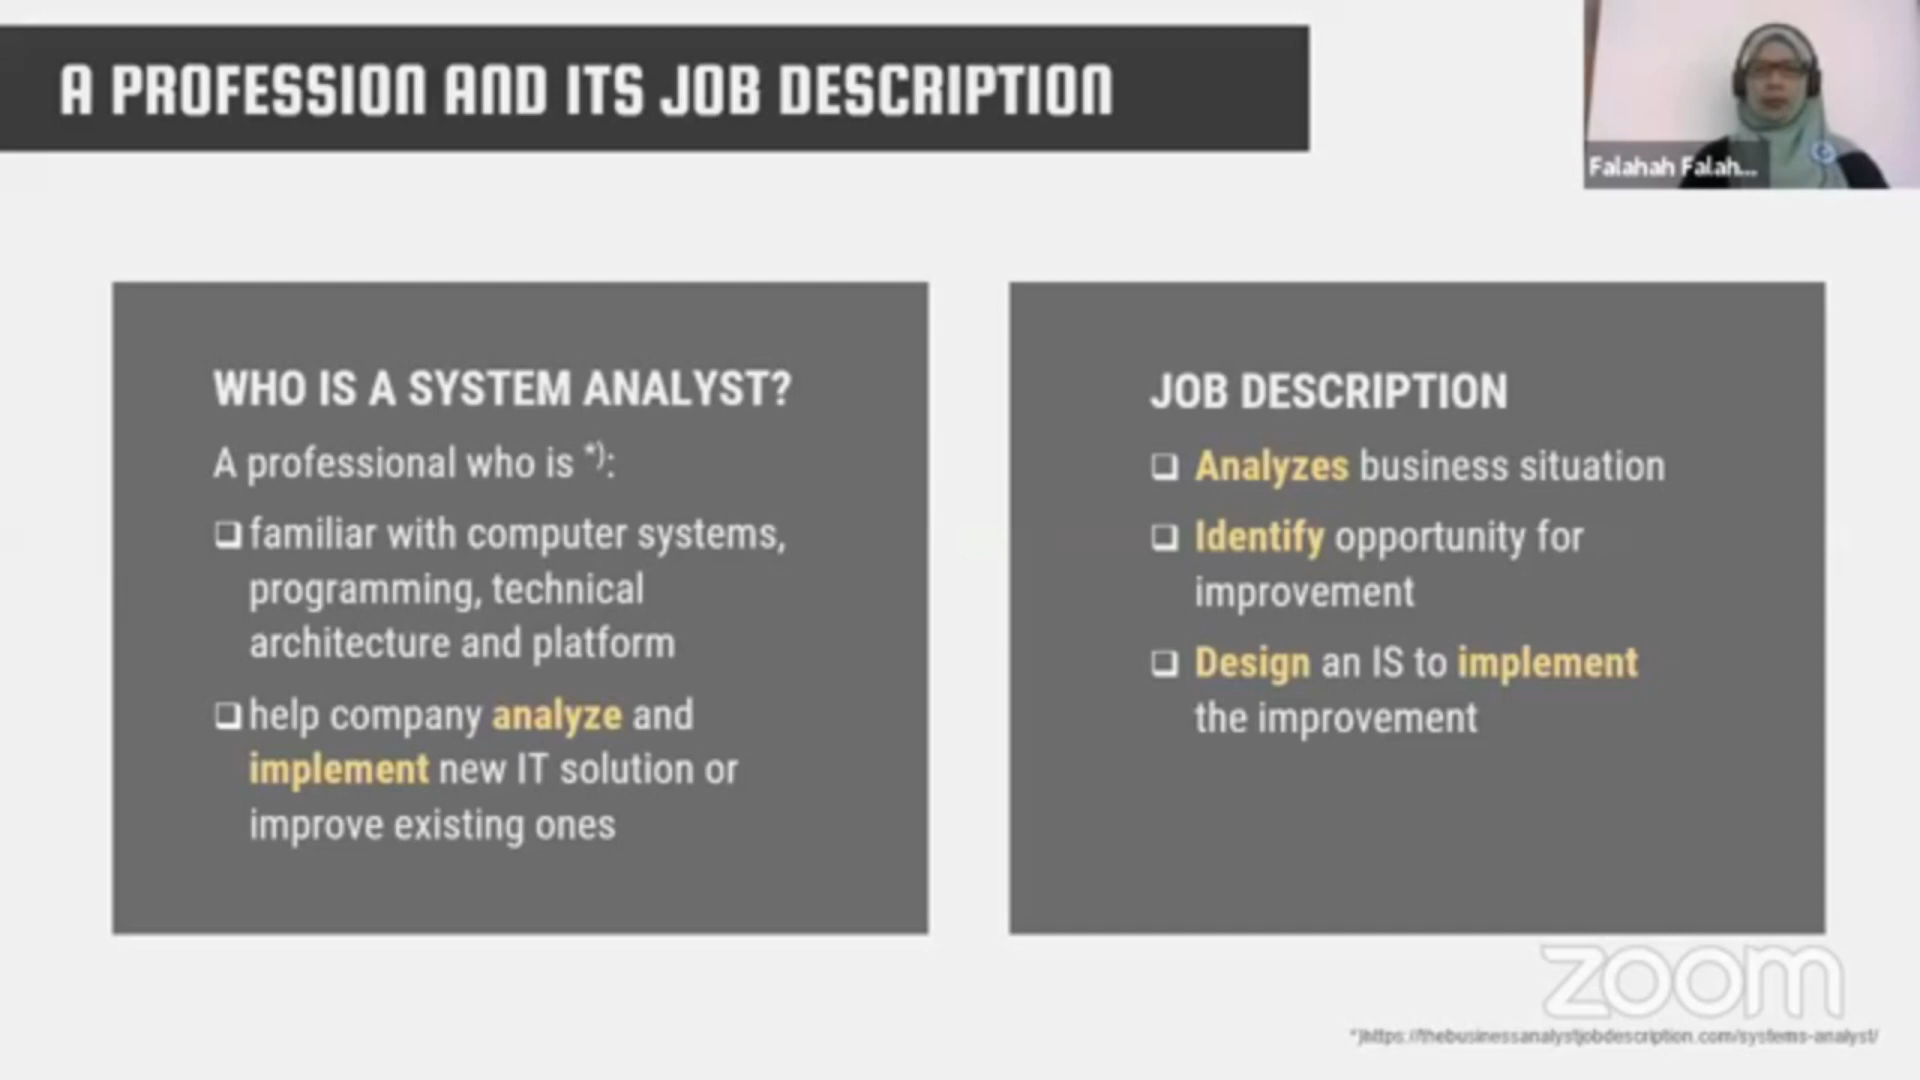 A PROFESSION AND ITS JOB DESCRIPTION
Falahah Falah...
WHO IS A SYSTEM ANALYST?
A professional who is *):
❑ familiar with computer systems,
programming, technical
architecture and platform
❑ help company analyze and
implement new IT solution or
improve existing ones
JOB DESCRIPTION
❑ Analyzes business situation
❑ Identify opportunity for
improvement
❑ Design an IS to implement
the improvement
zoom
*)https://thebusinessanalystjobdescription.com/systems-analyst/